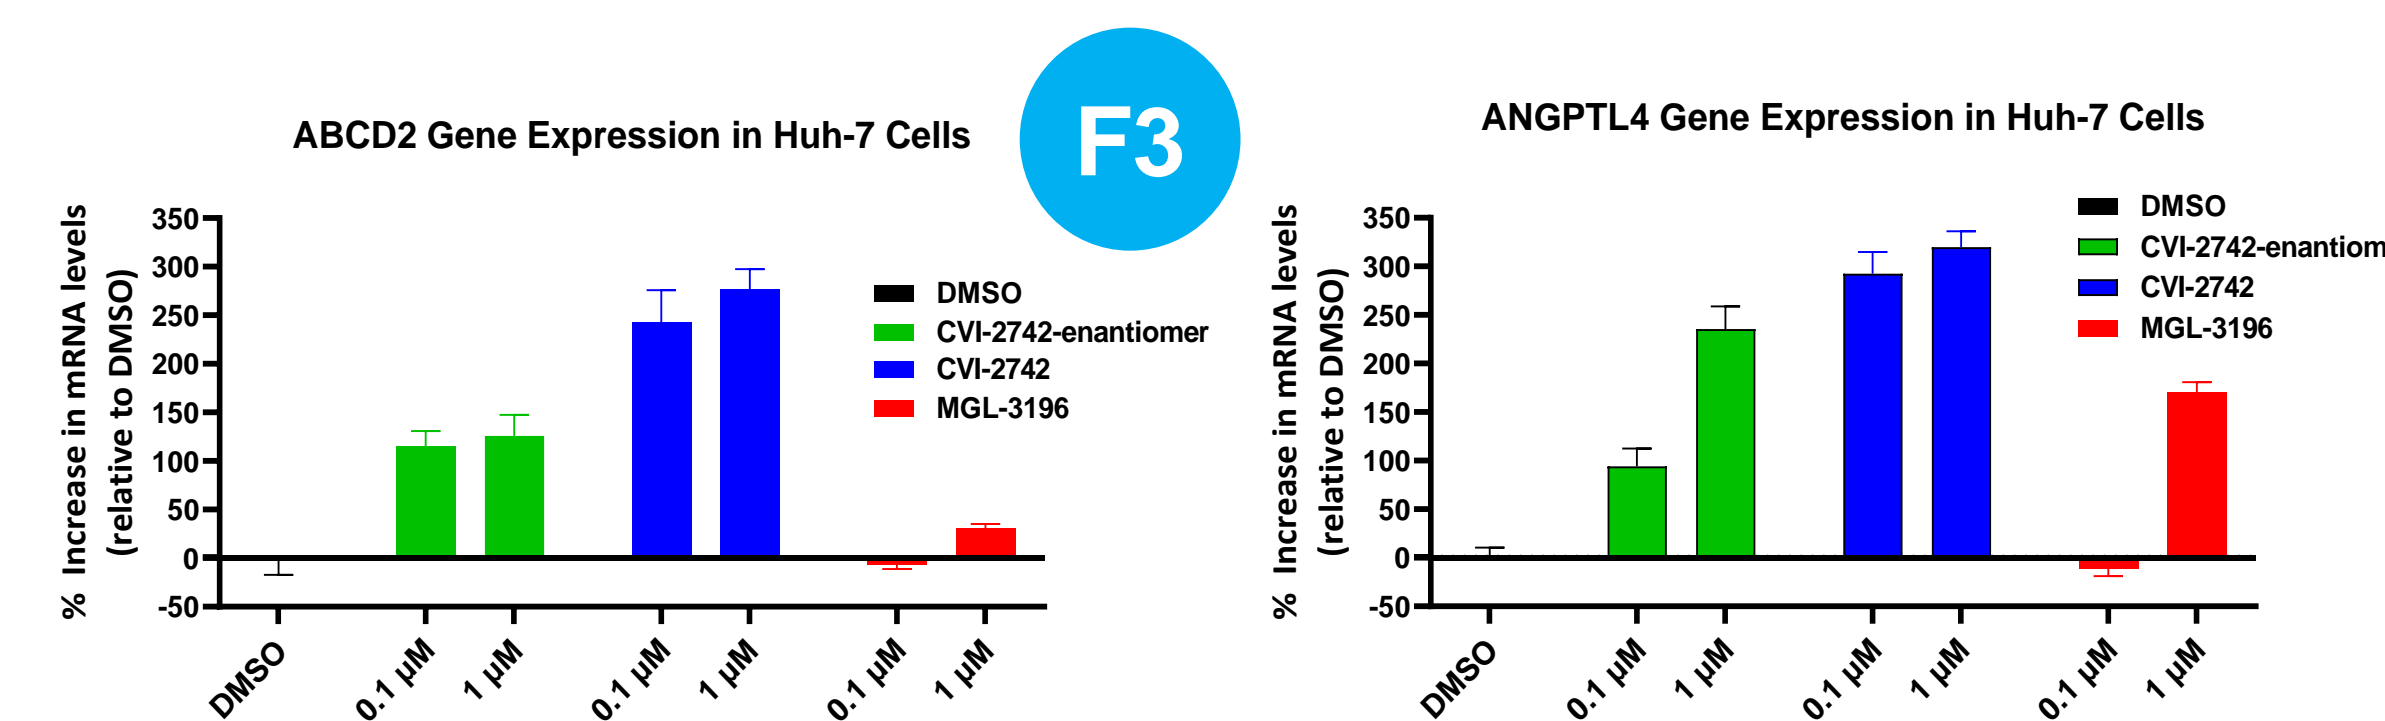 F3
ABCD2 Gene Expression in Huh-7 Cells
% Increase in mRNA levels
(relative to DMSO)
350
300
250
200
150
100
50
0
-50
DMSO
CVI-2742-enantiomer
CVI-2742
MGL-3196
DMSO
0.1 µM
1 µM
0.1 µM
1 µM
0.1 µM
1 µM
ANGPTL4 Gene Expression in Huh-7 Cells
% Increase in mRNA levels
(relative to DMSO)
350
300
250
200
150
100
50
0
-50
DMSO
CVI-2742-enantiom
CVI-2742
MGL-3196
DMSO
0.1 µM
1 µM
0.1 µM
1 µM
0.1 µM
1 µM